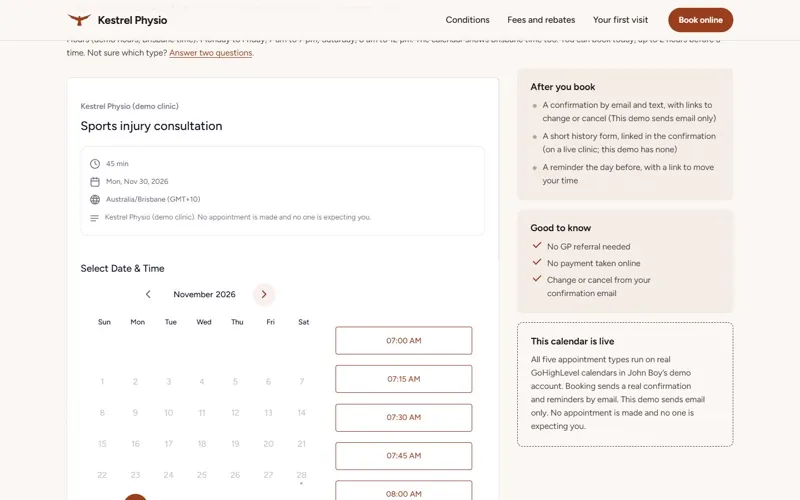 Kestrel Physio
Conditions
Fees and rebates
Your first visit
Book online
time. Not sure which type? Answer two questions.
Kestrel Physio (demo clinic)
Sports injury consultation
45 min
Mon, Nov 30, 2026
Australia/Brisbane (GMT+10)
Kestrel Physio (demo clinic). No appointment is made and no one is expecting you.
Select Date & Time
November 2026
Sun Mon Tue Wed Thu Fri Sat
1 2 3 4 5 6 7
8 9 10 11 12 13 14
15 16 17 18 19 20 21
22 23 24 25 26 27 28
07:00 AM
07:15 AM
07:30 AM
07:45 AM
08:00 AM
After you book
A confirmation by email and text, with links to
change or cancel (This demo sends email only)
A short history form, linked in the confirmation
(on a live clinic; this demo has none)
A reminder the day before, with a link to move
your time
Good to know
No GP referral needed
No payment taken online
Change or cancel from your
confirmation email
This calendar is live
All five appointment types run on real
GoHighLevel calendars in John Boy's demo
account. Booking sends a real confirmation
and reminders by email. This demo sends email
only. No appointment is made and no one is
expecting you.